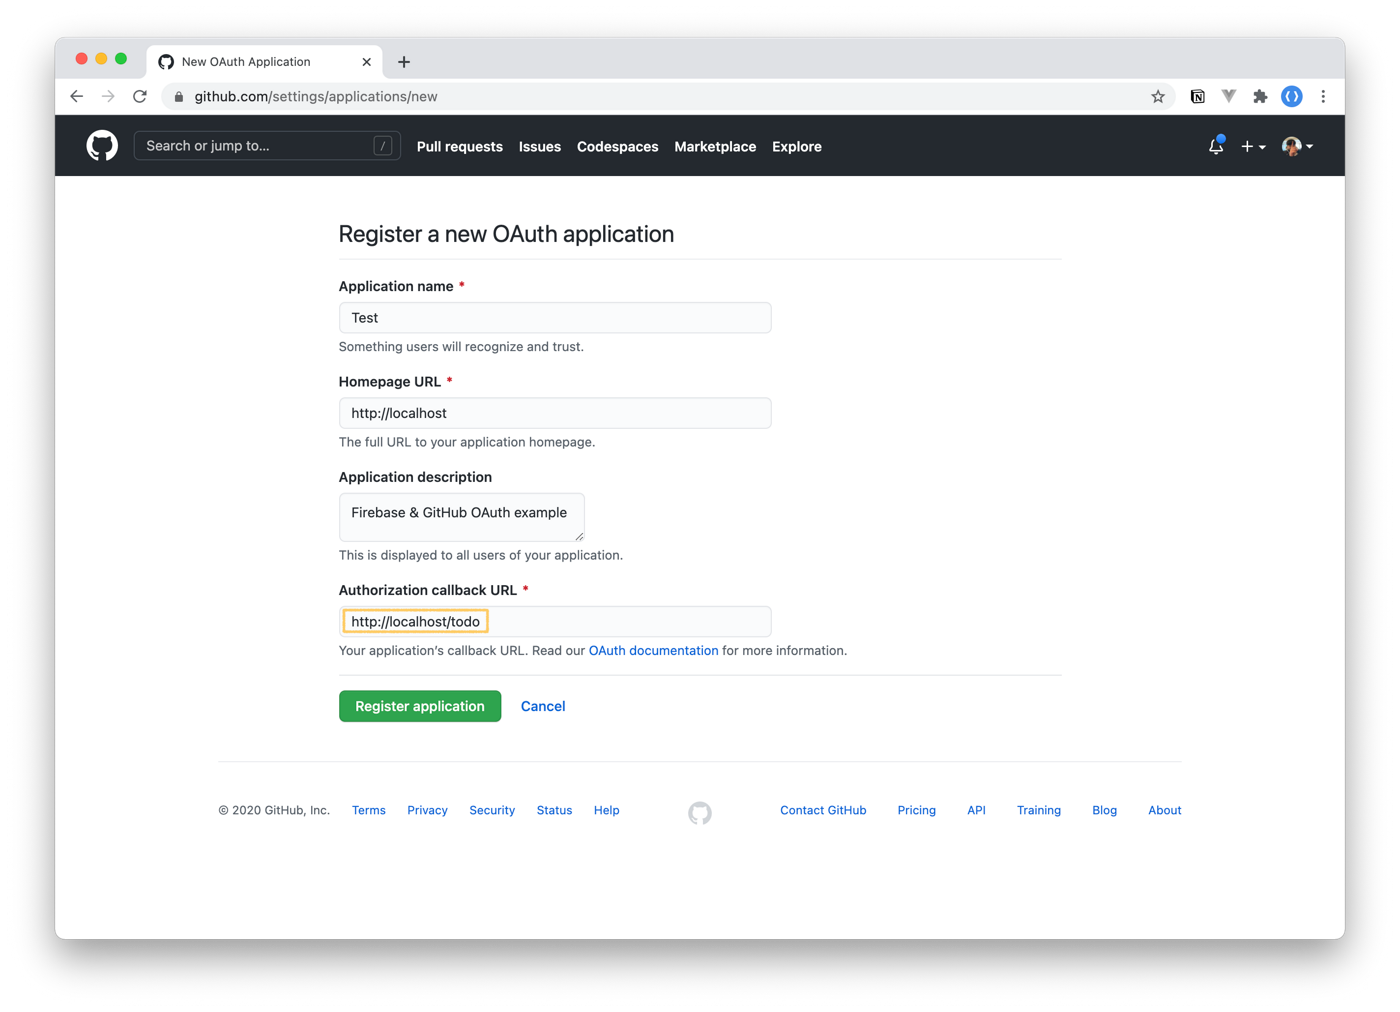 New OAuth Application
github.com/settings/applications/new
Search or jump to... /
Pull requests Issues Codespaces Marketplace Explore
Register a new OAuth application
Application name *
Test
Something users will recognize and trust.
Homepage URL *
http://localhost
The full URL to your application homepage.
Application description
Firebase & GitHub OAuth example
This is displayed to all users of your application.
Authorization callback URL *
http://localhost/todo
Your application's callback URL. Read our OAuth documentation for more information.
Register application Cancel
© 2020 GitHub, Inc. Terms Privacy Security Status Help Contact GitHub Pricing API Training Blog About